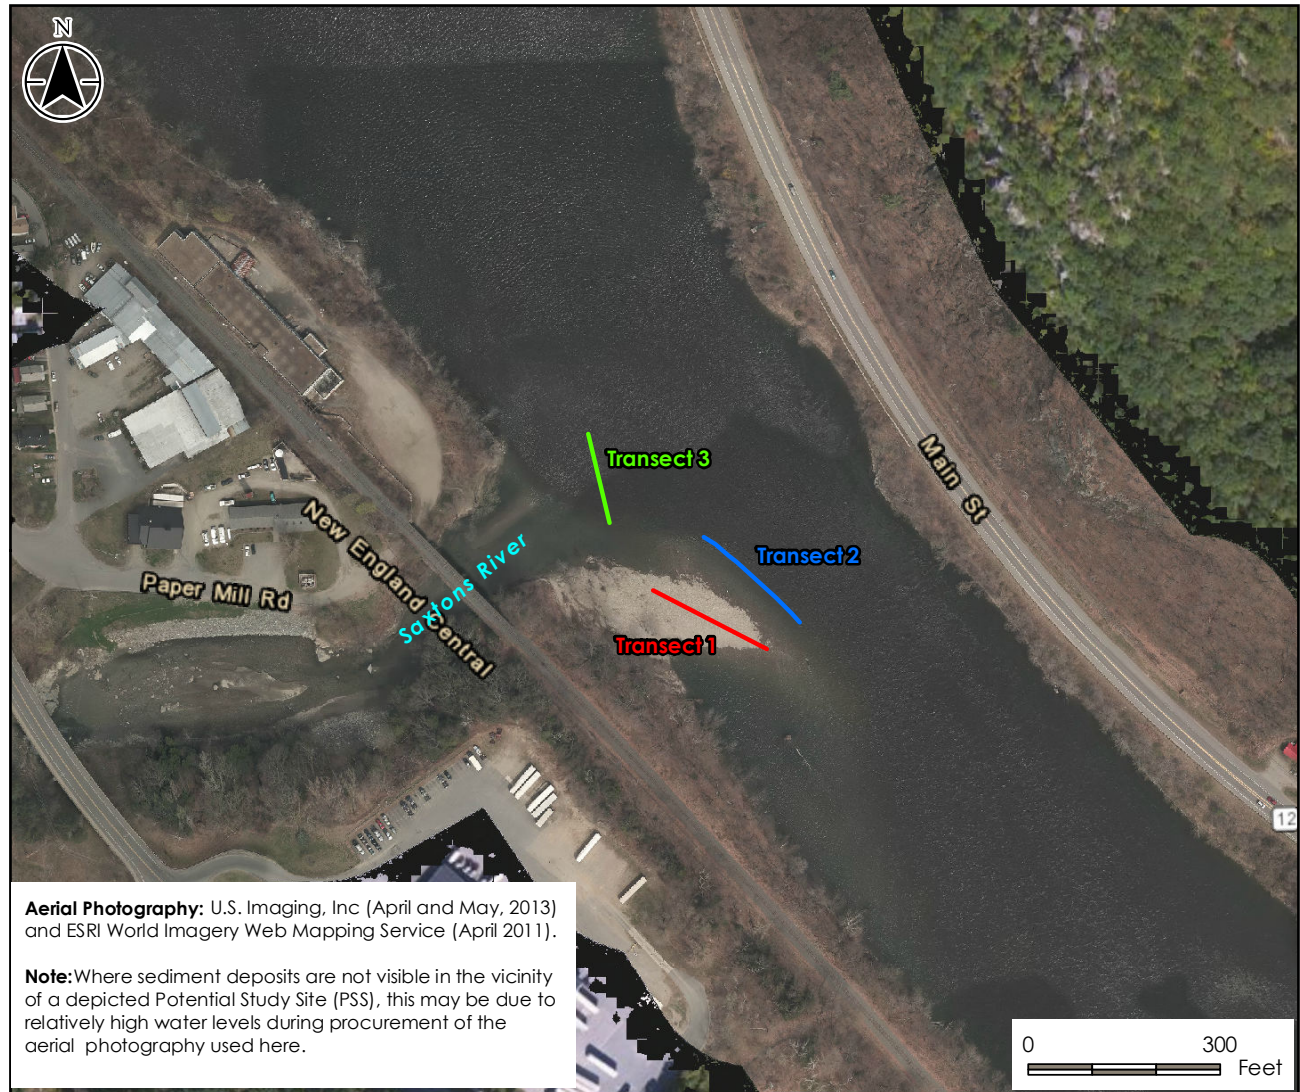 N
Main St
Transect 3
New England Central
Saxtons River
Transect 2
Paper Mill Rd
Transect 1
12
Aerial Photography: U.S. Imaging, Inc (April and May, 2013)
and ESRI World Imagery Web Mapping Service (April 2011).
Note:Where sediment deposits are not visible in the vicinity
of a depicted Potential Study Site (PSS), this may be due to
relatively high water levels during procurement of the
aerial photography used here.
0 300
Feet